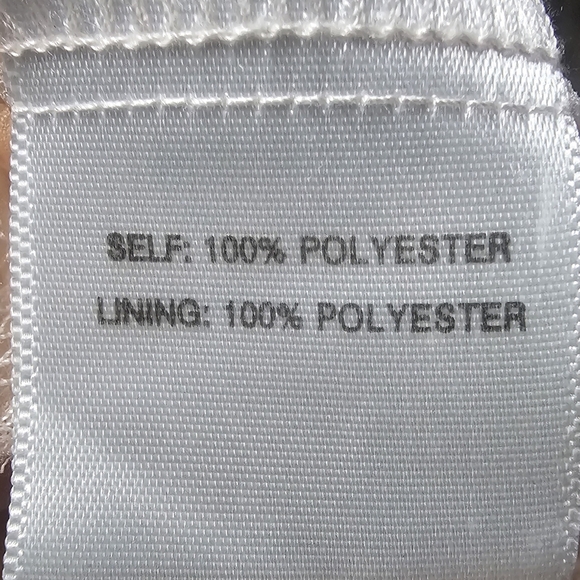 SELF: 100% POLYESTER
LINING: 100% POLYESTER